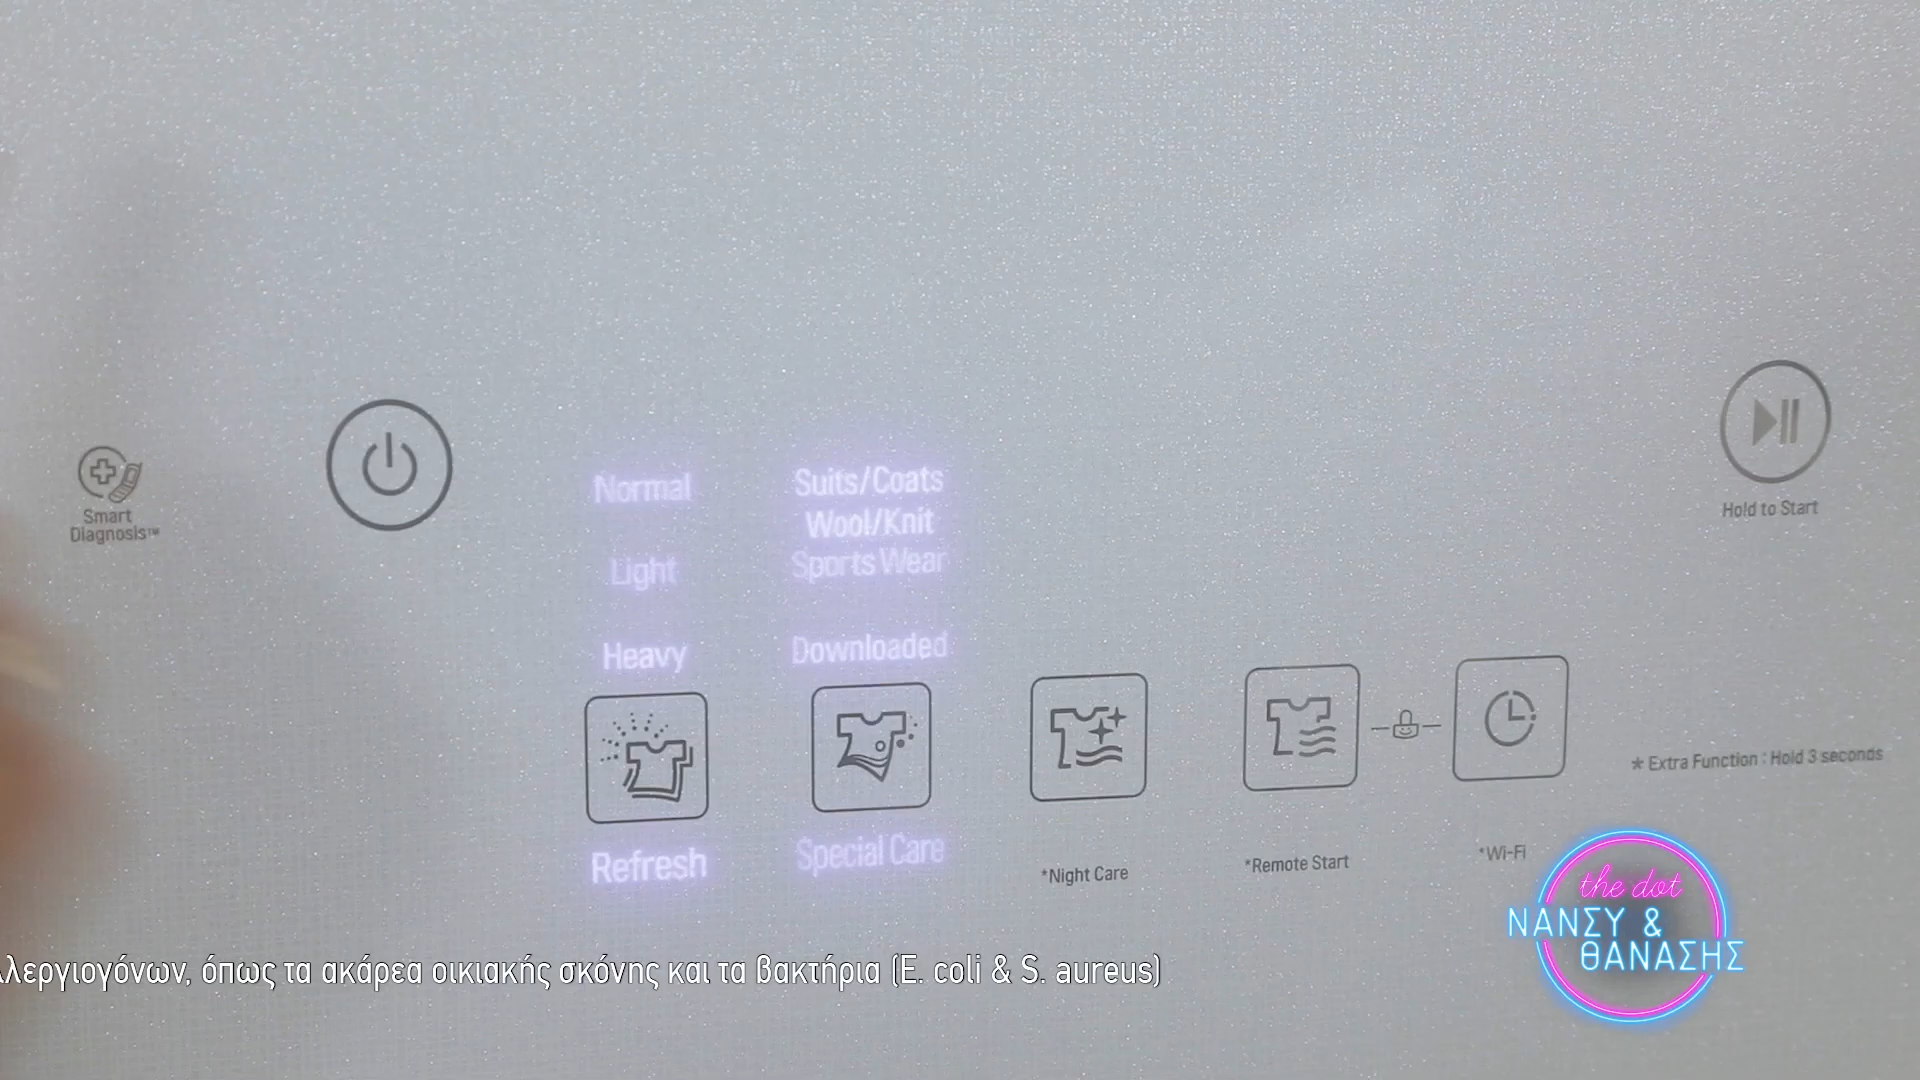 Smart
Diagnosis™
Normal
Light
Heavy
Refresh
Suits/Coats
Wool/Knit
Sports Wear
Downloaded
Special Care
*Night Care
*Remote Start
*Wi-Fi
Hold to Start
* Extra Function : Hold 3 seconds
the dot
ΝΑΝΣΥ &
ΘΑΝΑΣΗΣ
λεργιογόνων, όπως τα ακάρεα οικιακής σκόνης και τα βακτήρια (E. coli & S. aureus)